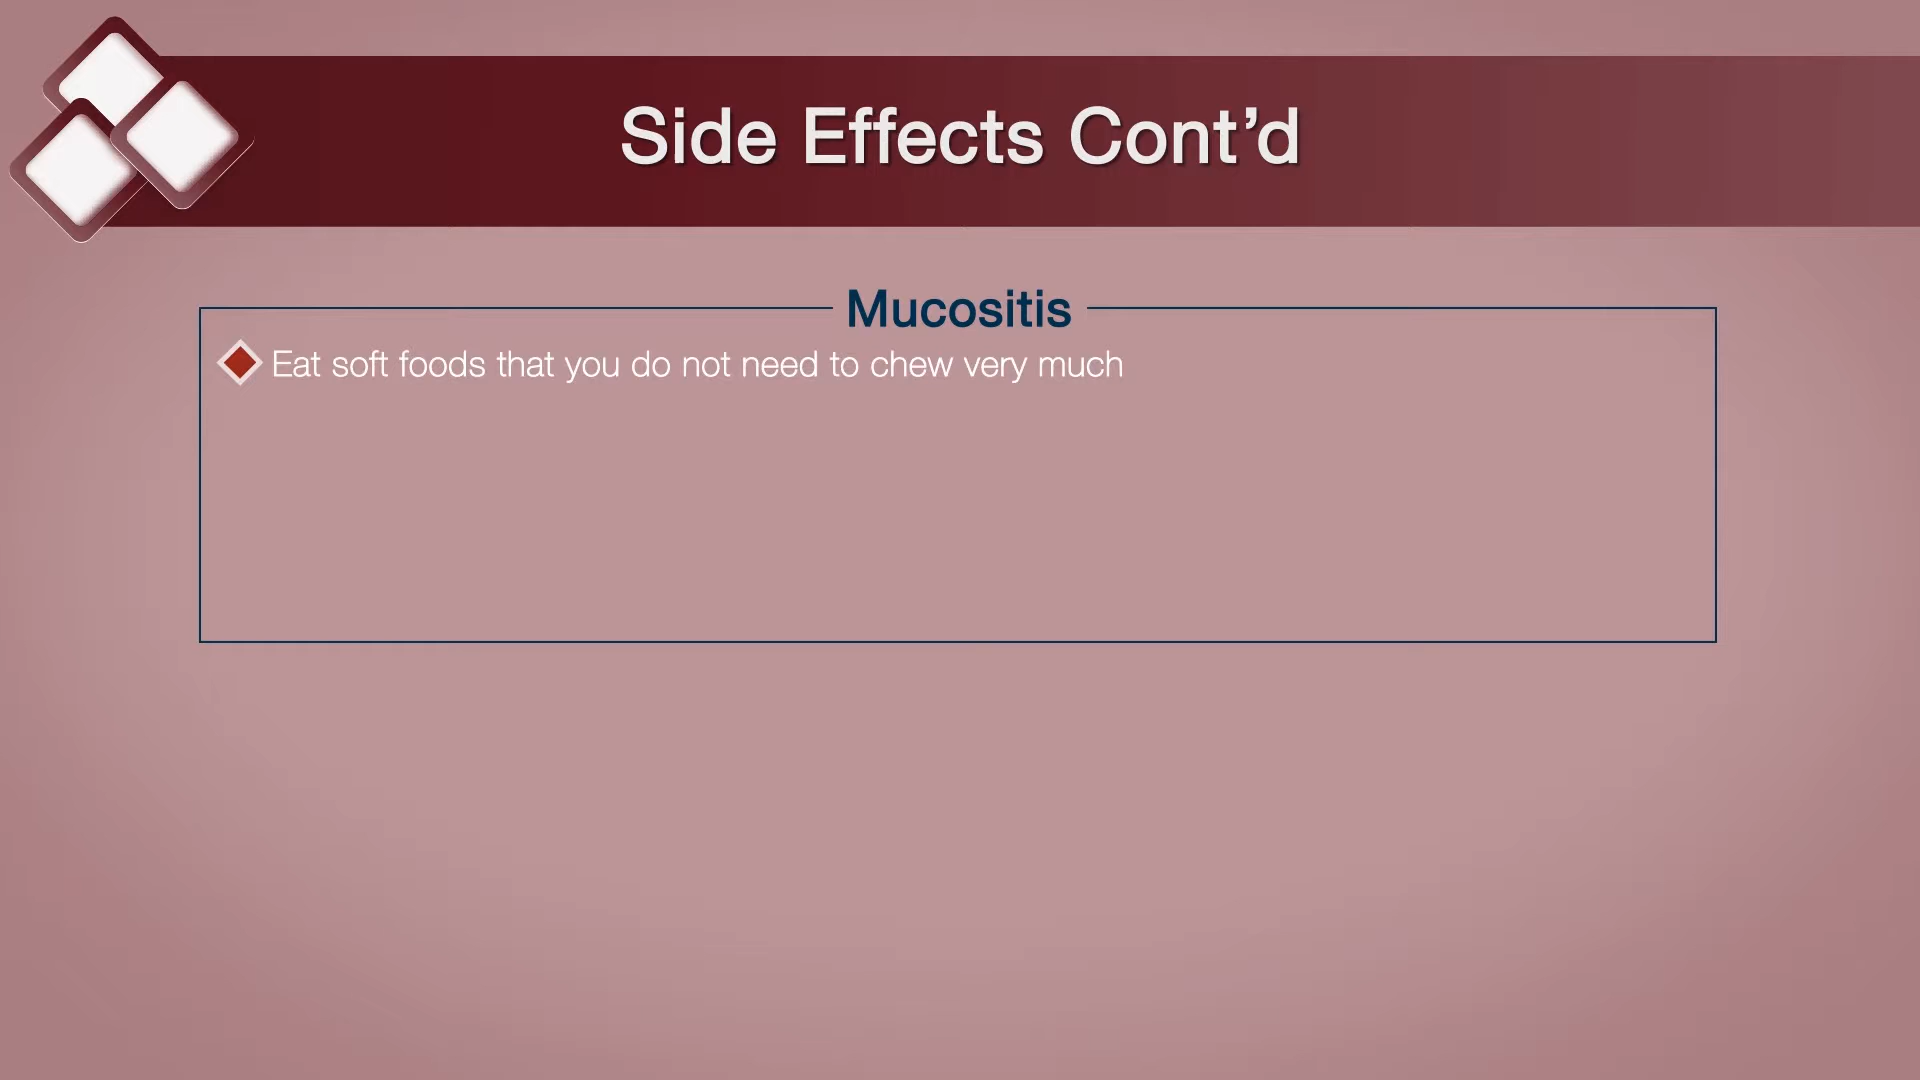 Side Effects Cont’d
Mucositis
Eat soft foods that you do not need to chew very much